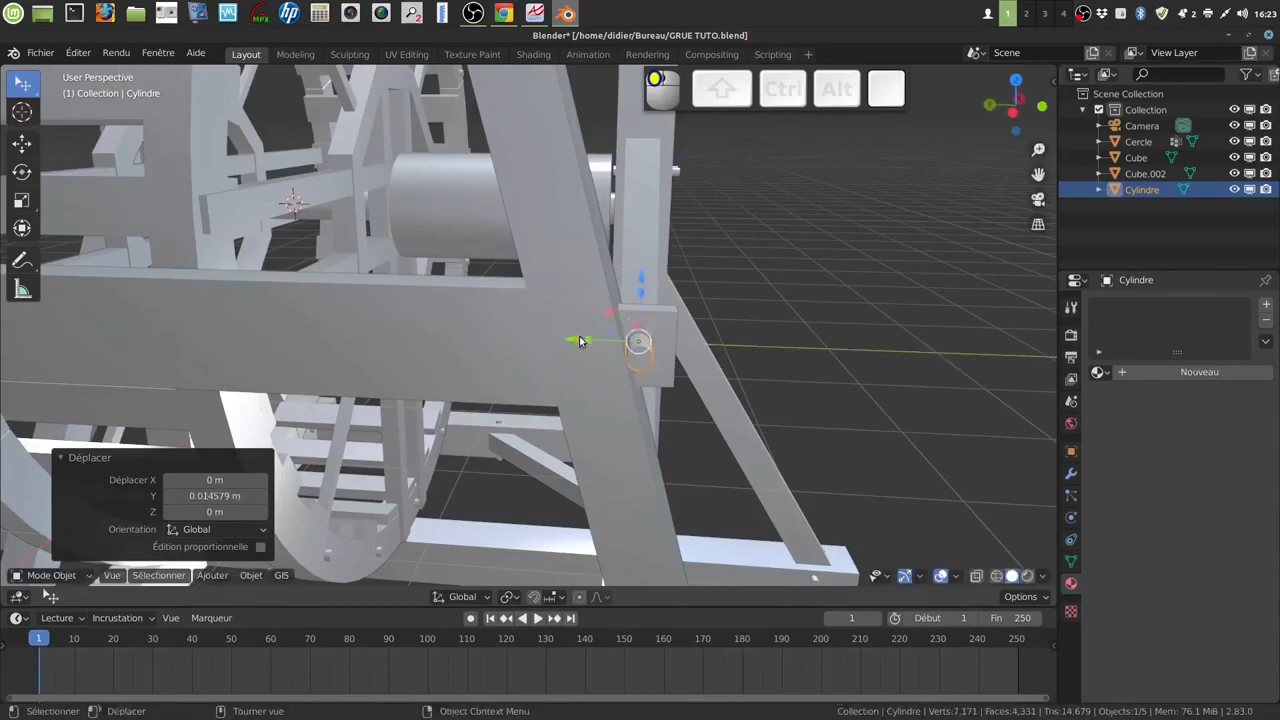 MPX
1
2
3
4
16:23
Blender* [/home/didier/Bureau/GRUE TUTO.blend]
Fichier Éditer Rendu Fenêtre Aide
Layout Modeling Sculpting UV Editing Texture Paint Shading Animation Rendering Compositing Scripting +
Scene
View Layer
User Perspective
(1) Collection | Cylindre
Ctrl
Alt
Scene Collection
Collection
Camera
Cercle
Cube
Cube.002
Cylindre
Cylindre
Nouveau
Déplacer
Déplacer X 0 m
Y 0.014579 m
Z 0 m
Orientation Global
Édition proportionnelle
Mode Objet Vue Sélectionner Ajouter Objet GIS
Global
Options
Lecture Incrustation Vue Marqueur
1
Début 1
Fin 250
1 10 20 30 40 50 60 70 80 90 100 110 120 130 140 150 160 170 180 190 200 210 220 230 240 250
Sélectionner Déplacer Tourner vue Object Context Menu
Collection | Cylindre | Verts:7,171 | Faces:4,331 | Tris:14,679 | Objects:1/5 | Mem: 76.1 MiB | 2.83.0